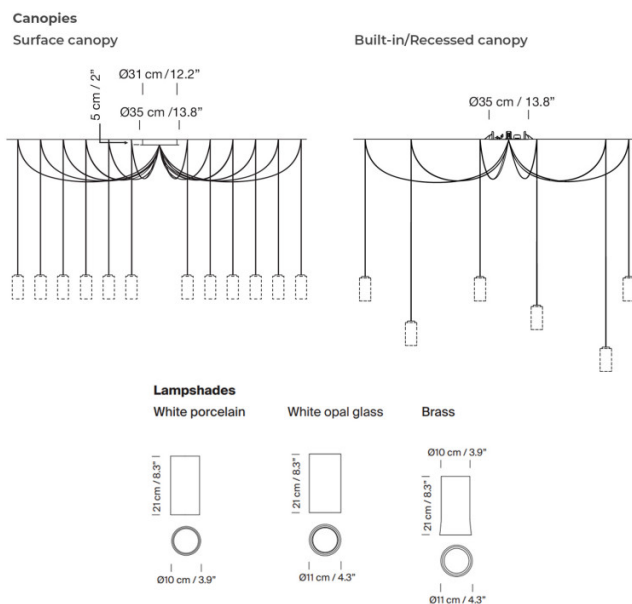 Canopies
Surface canopy
Built-in/Recessed canopy
Ø31 cm/12.2”
5 cm/2”
Ø35 cm/13.8”
Ø35 cm / 13.8”
Lampshades
White porcelain
White opal glass
Brass
Ø10 cm / 3.9”
21 cm / 8.3”
21 cm / 8.3”
21 cm / 8.3”
Ø10 cm / 3.9”
Ø11 cm / 4.3”
Ø11 cm / 4.3”